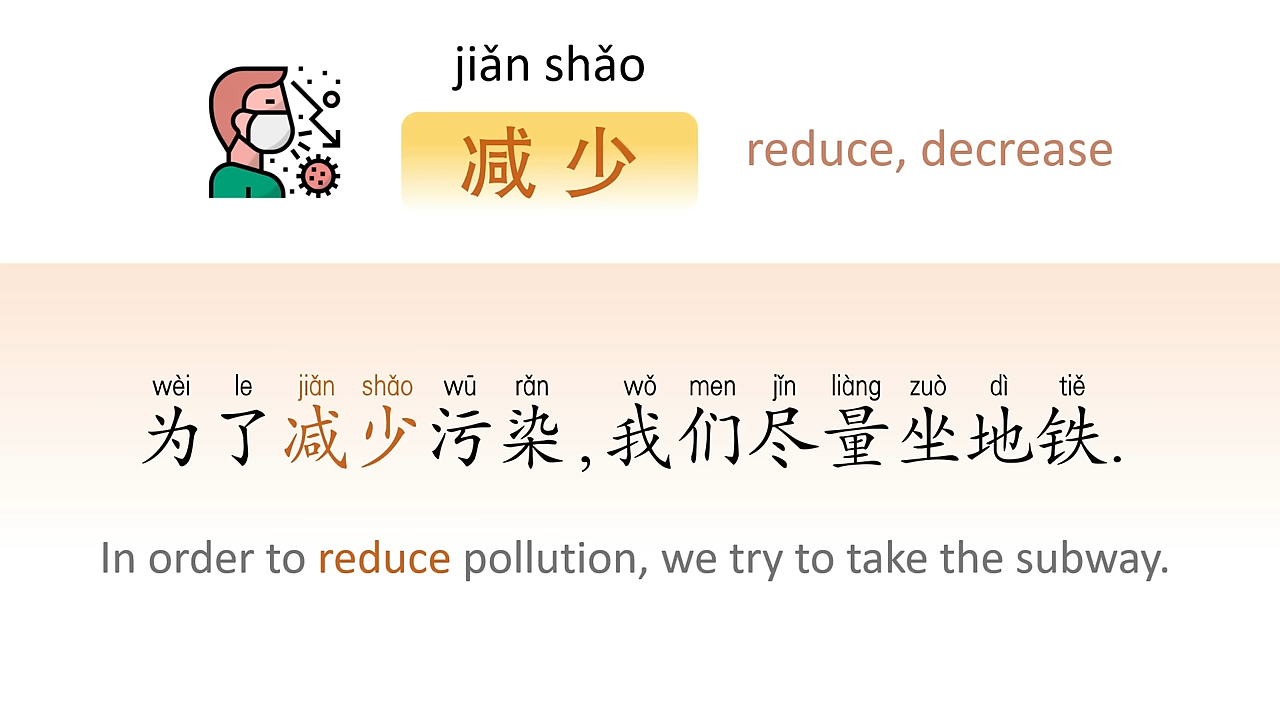 jiǎn shǎo
减少
reduce, decrease
wèi le jiǎn shǎo wū rǎn wǒ men jǐn liàng zuò dì tiě
为了减少污染,我们尽量坐地铁.
In order to reduce pollution, we try to take the subway.